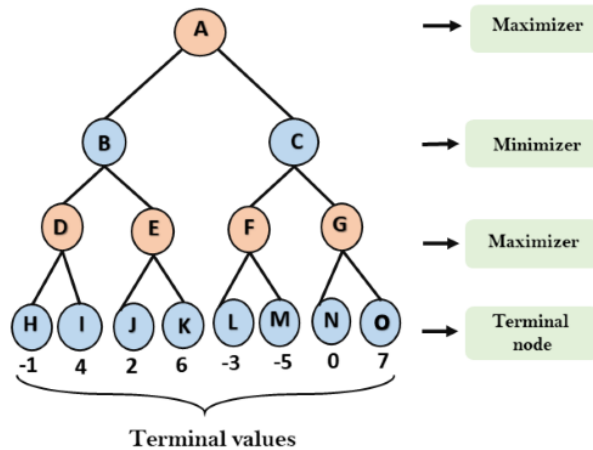 A
Maximizer
B
C
Minimizer
D
E
F
G
Maximizer
H
I
J
K
L
M
N
O
Terminal
node
-1
4
2
6
-3
-5
0
7
Terminal values